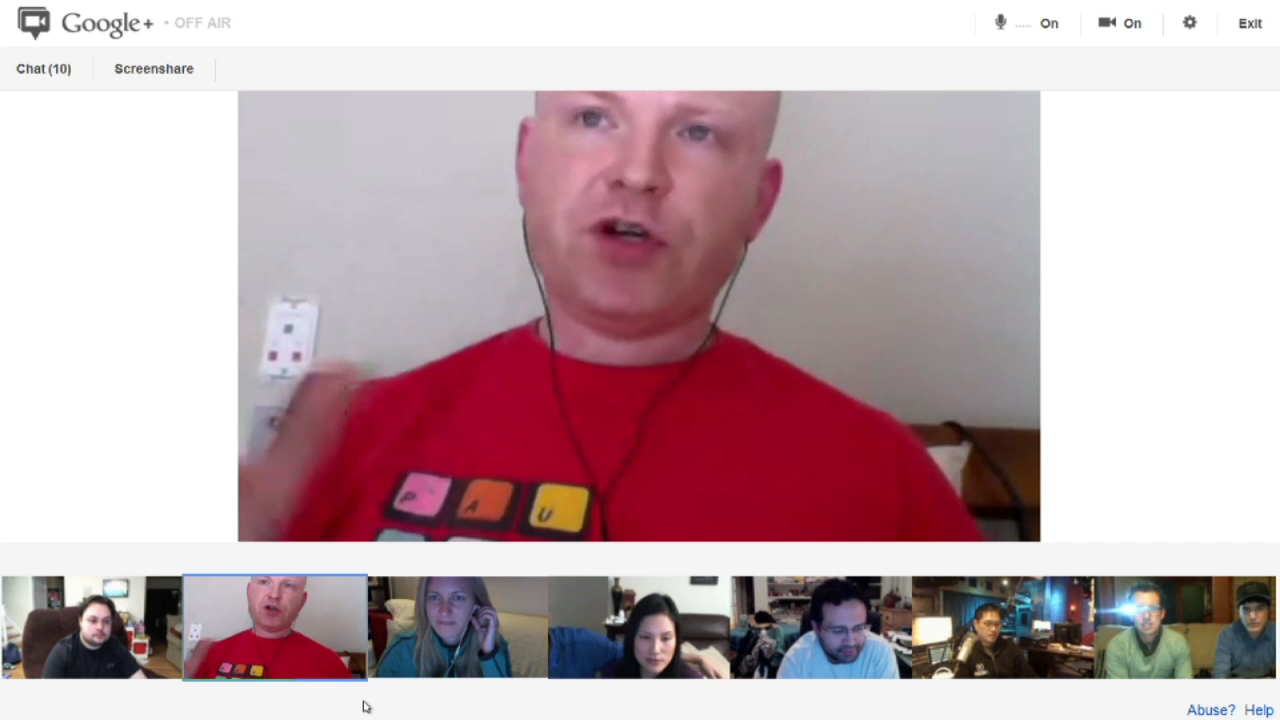 Google+ • OFF AIR
On
On
Exit
Chat (10)
Screenshare
P A U
Abuse? Help